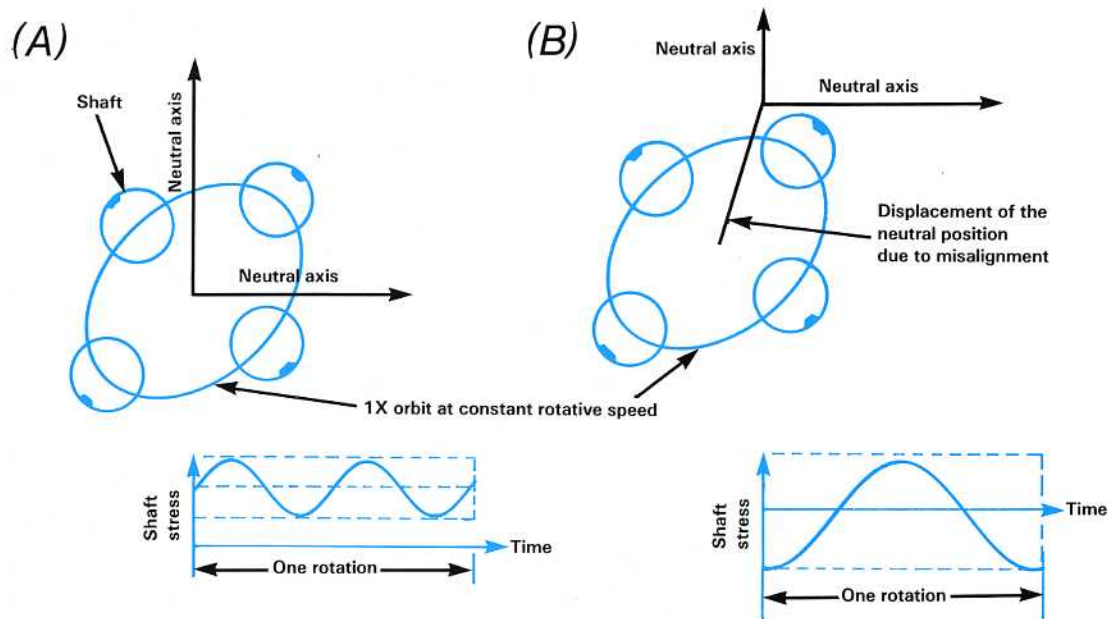 (A)
Shaft
Neutral axis
Neutral axis
(B)
Neutral axis
Neutral axis
Displacement of the
neutral position
due to misalignment
1X orbit at constant rotative speed
Shaft
stress
Time
One rotation
Shaft
stress
Time
One rotation